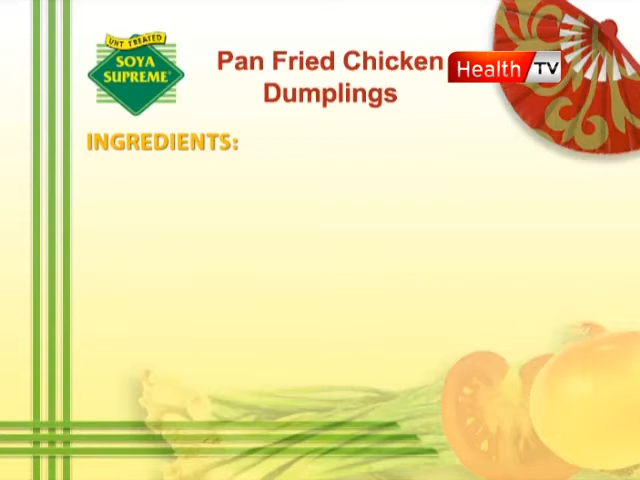 UHT TREATED
SOYA
SUPREME
Pan Fried Chicken
Dumplings
Health TV
INGREDIENTS: